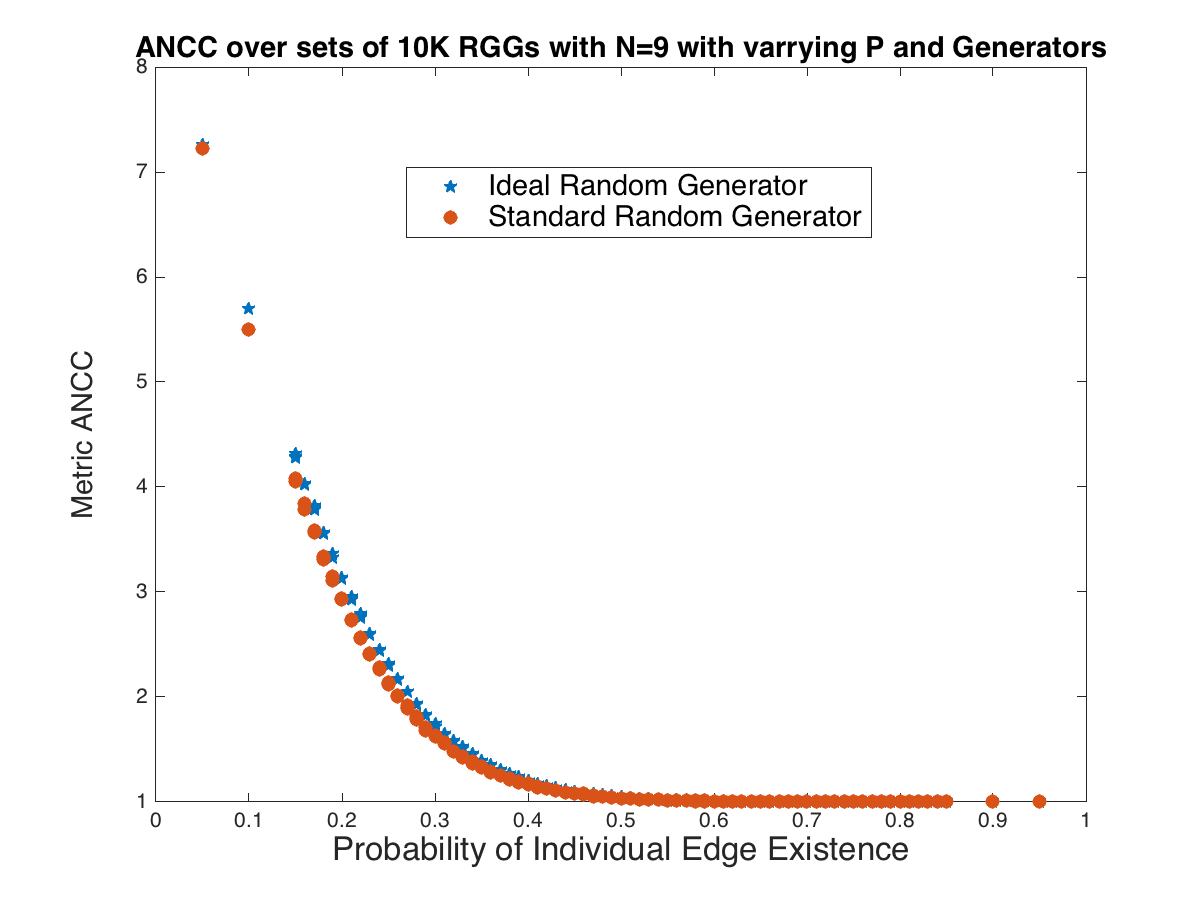 ANCC over sets of 10K RGGs with N=9 with varrying P and Generators
8
7
6
5
4
3
2
1
Metric ANCC
Ideal Random Generator
Standard Random Generator
0 0.1 0.2 0.3 0.4 0.5 0.6 0.7 0.8 0.9 1
Probability of Individual Edge Existence